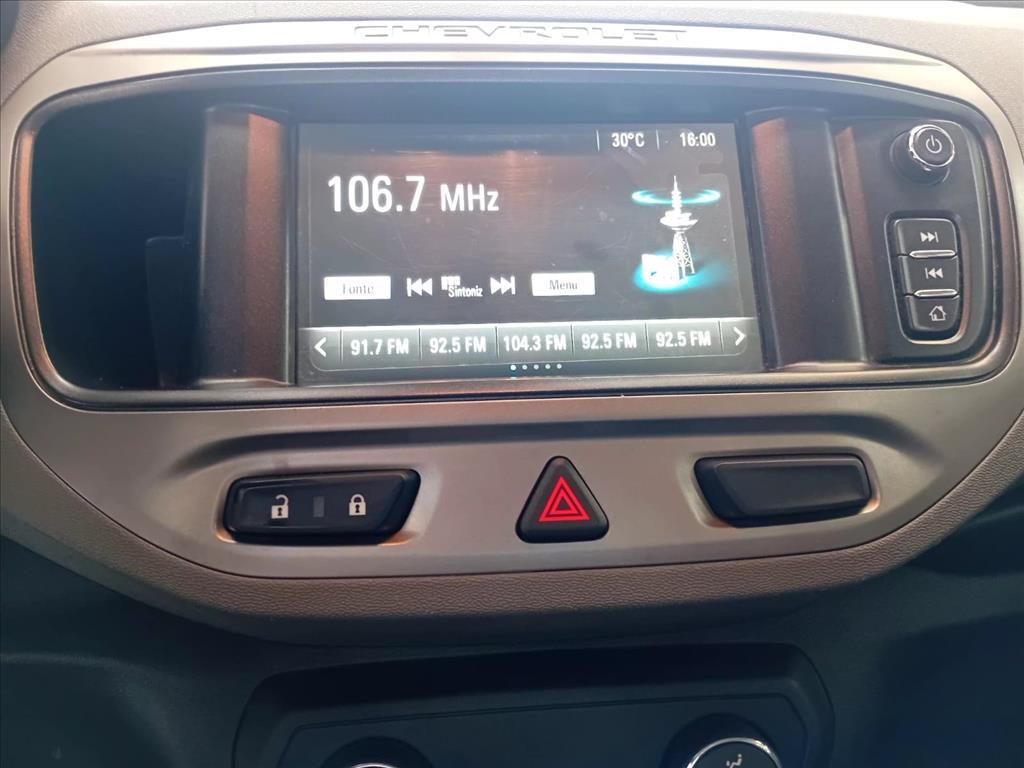 CHEVROLET
30°C 16:00
106.7 MHz
Fonte Sintoniz Menu
91.7 FM 92.5 FM 104.3 FM 92.5 FM 92.5 FM